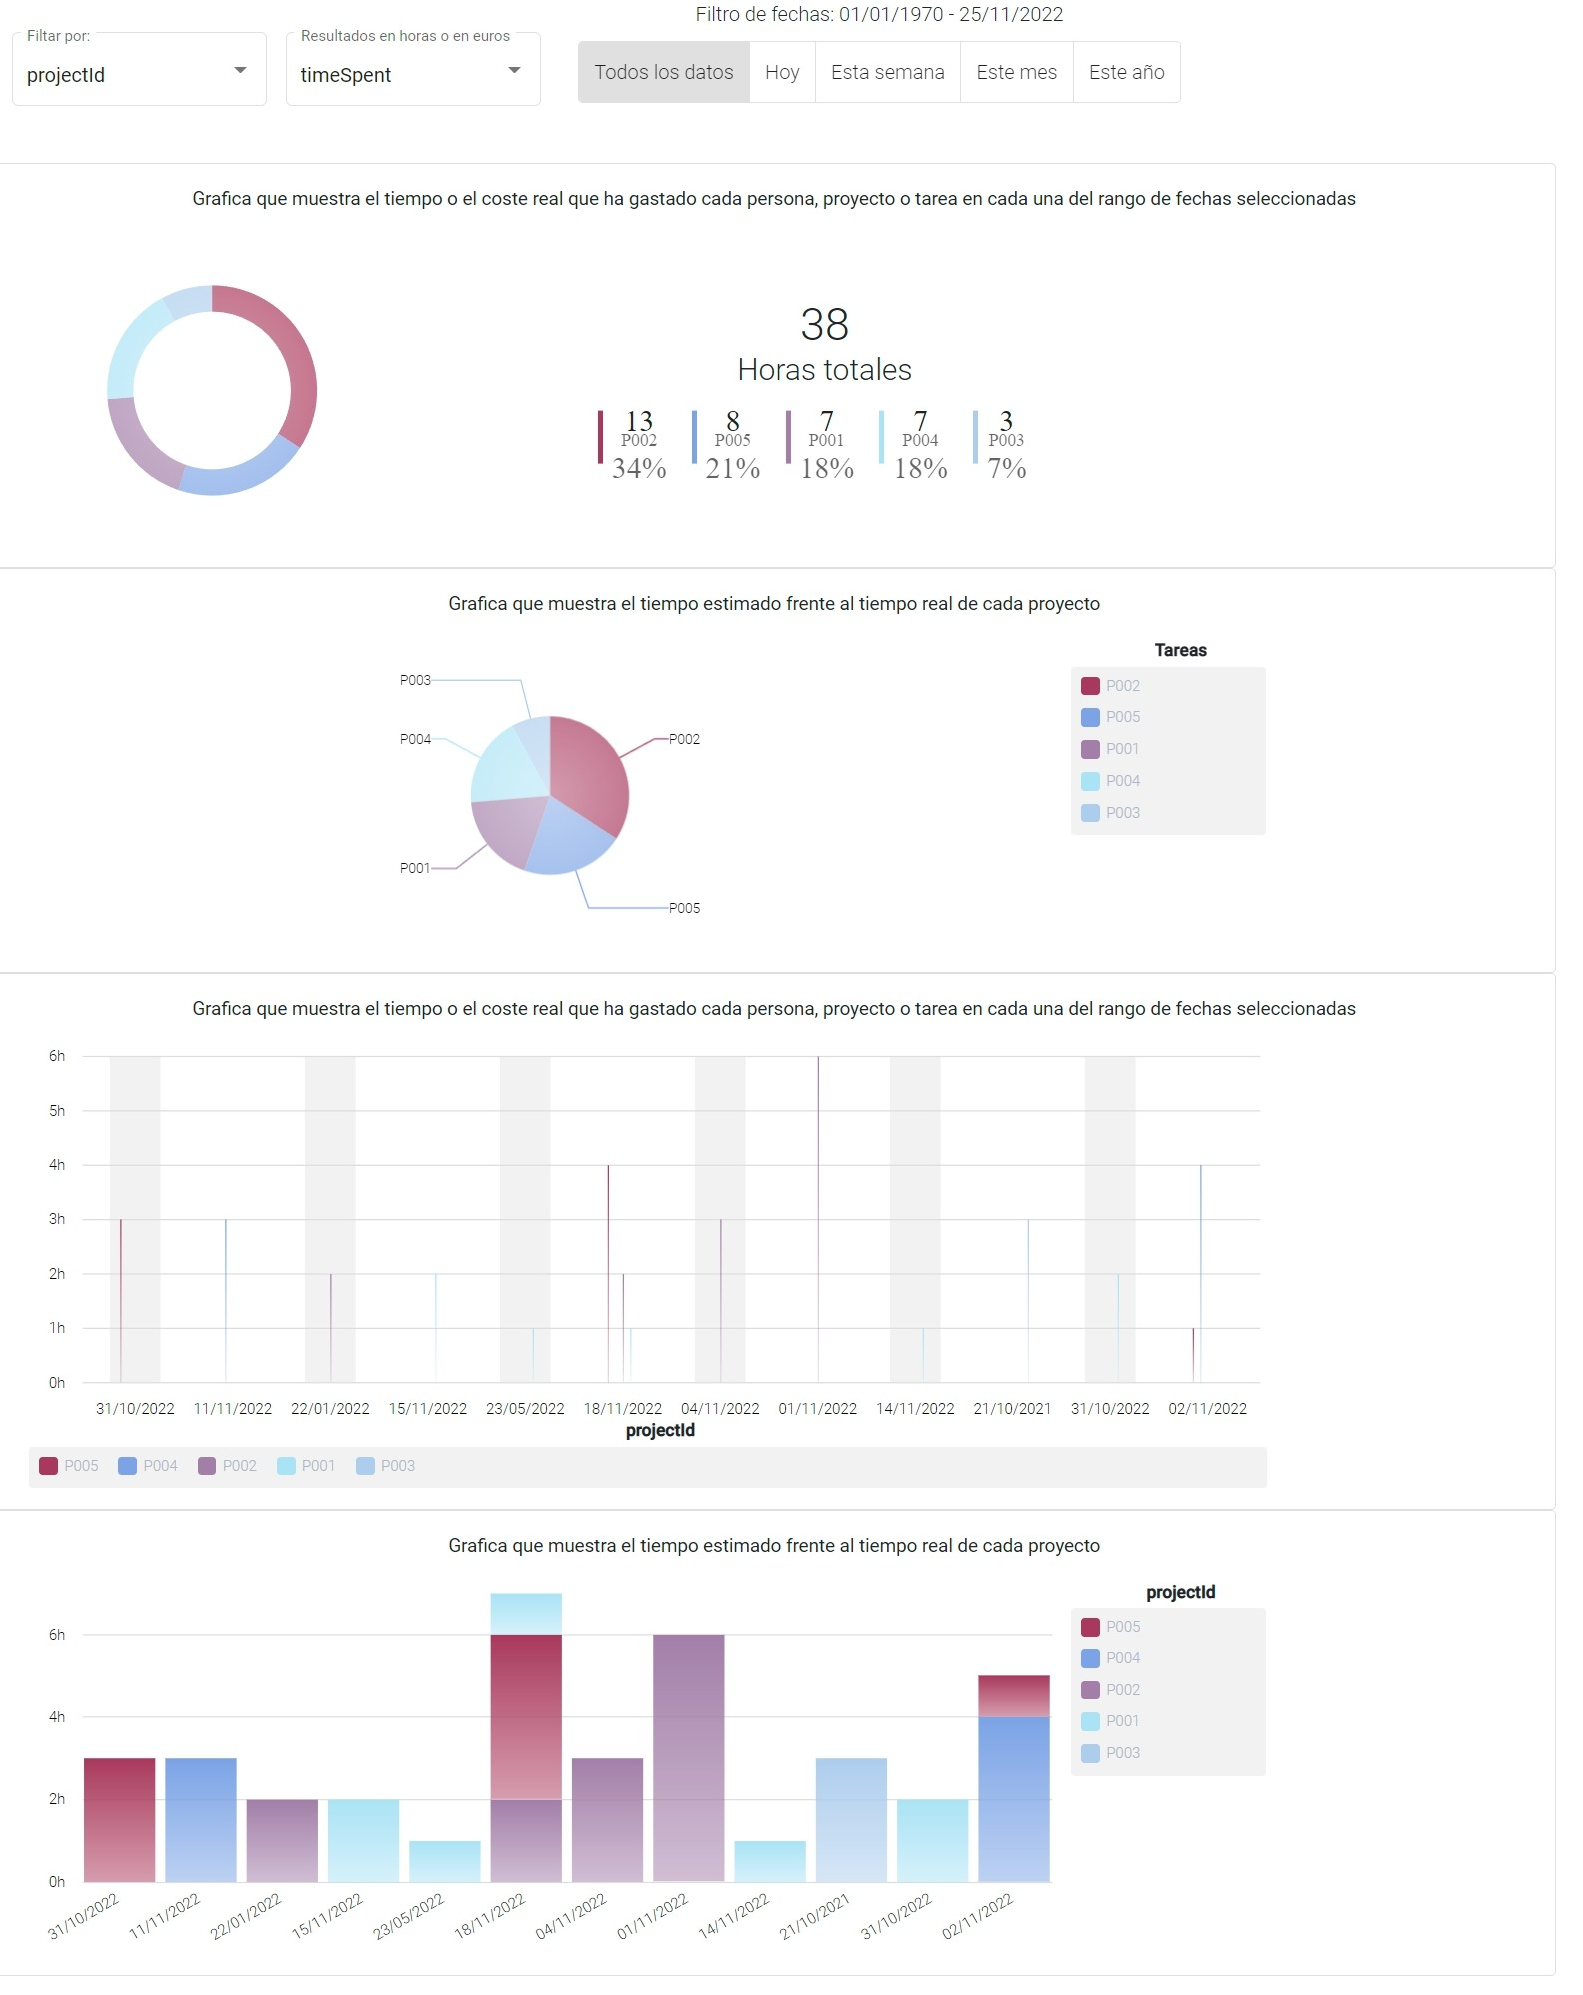 Filtro de fechas: 01/01/1970 - 25/11/2022
Filtar por:
projectId
Resultados en horas o en euros
timeSpent
Todos los datos
Hoy
Esta semana
Este mes
Este año
Grafica que muestra el tiempo o el coste real que ha gastado cada persona, proyecto o tarea en cada una del rango de fechas seleccionadas
38
Horas totales
13 8 7 7 3
P002 P005 P001 P004 P003
34% 21% 18% 18% 7%
Grafica que muestra el tiempo estimado frente al tiempo real de cada proyecto
P003
P004
P002
P001
P005
Tareas
P002
P005
P001
P004
P003
Grafica que muestra el tiempo o el coste real que ha gastado cada persona, proyecto o tarea en cada una del rango de fechas seleccionadas
6h
5h
4h
3h
2h
1h
0h
31/10/2022 11/11/2022 22/01/2022 15/11/2022 23/05/2022 18/11/2022 04/11/2022 01/11/2022 14/11/2022 21/10/2021 31/10/2022 02/11/2022
projectId
P005 P004 P002 P001 P003
Grafica que muestra el tiempo estimado frente al tiempo real de cada proyecto
6h
4h
2h
0h
31/10/2022 11/11/2022 22/01/2022 15/11/2022 23/05/2022 18/11/2022 04/11/2022 01/11/2022 14/11/2022 21/10/2021 31/10/2022 02/11/2022
projectId
P005
P004
P002
P001
P003